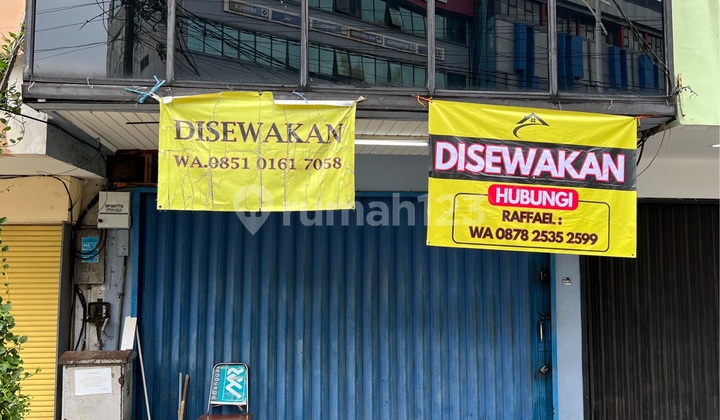 DISEWAKAN
WA.0851 0161 7058
DISEWAKAN
HUBUNGI
RAFFAEL :
WA 0878 2535 2599
rumah123